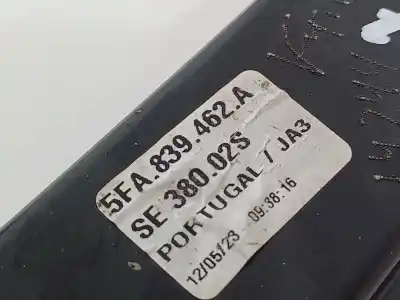 5FA.839.462.A
SE 380.02S
PORTUGAL / JA3
12/05/23 09:38:16